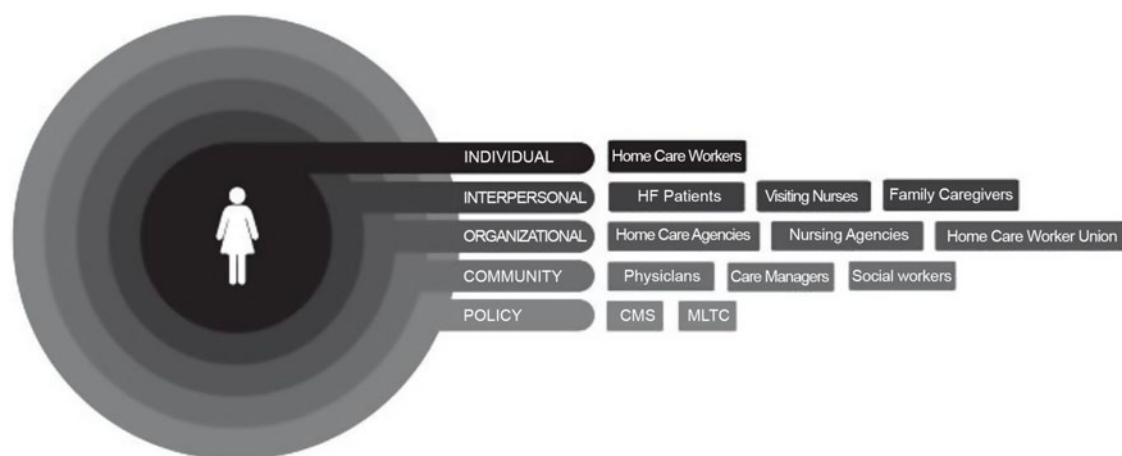 INDIVIDUAL Home Care Workers
INTERPERSONAL HF Patients Visiting Nurses Family Caregivers
ORGANIZATIONAL Home Care Agencies Nursing Agencies Home Care Worker Union
COMMUNITY Physiclans Care Managers Social workers
POLICY CMS MLTC